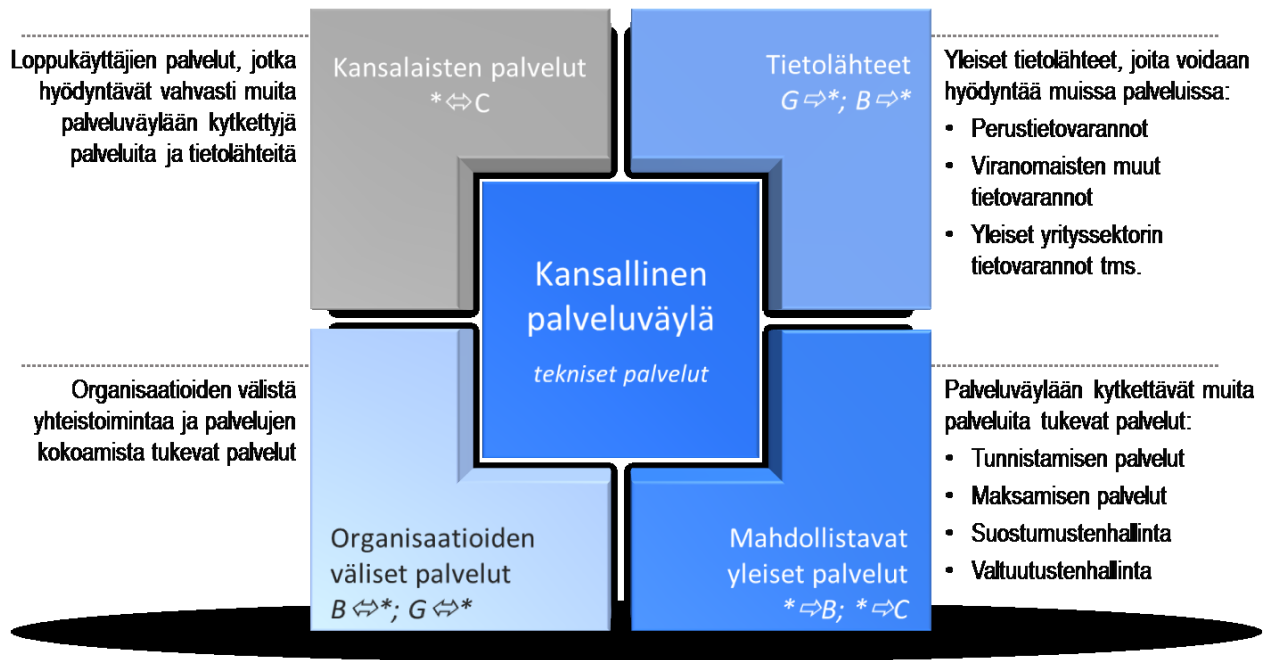 Loppukäyttäjien palvelut, jotka
hyödyntävät vahvasti muita
palveluväylään kytkettyjä
palveluita ja tietolähteitä
Kansalaisten palvelut
*⬄C
Tietolähteet
G⇨*; B⇨*
Yleiset tietolähteet, joita voidaan
hyödyntää muissa palveluissa:
• Perustietovarannot
• Viranomaisten muut
tietovarannot
• Yleiset yrityssektorin
tietovarannot tms.
Kansallinen
palveluväylä
tekniset palvelut
Organisaatioiden välistä
yhteistoimintaa ja palvelujen
kokoamista tukevat palvelut
Organisaatioiden
väliset palvelut
B⬄*; G⬄*
Mahdollistavat
yleiset palvelut
*⇨B; *⇨C
Palveluväylään kytkettävät muita
palveluita tukevat palvelut:
• Tunnistamisen palvelut
• Maksamisen palvelut
• Suostumustenhallinta
• Valtuutustenhallinta